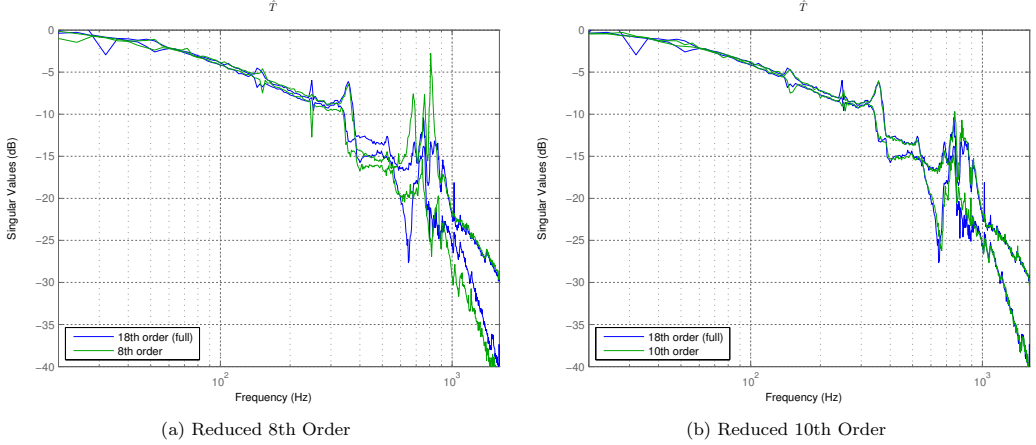 T̂
0
−5
−10
−15
−20
−25
−30
−35
−40
Singular Values (dB)
18th order (full)
8th order
10²
10³
Frequency (Hz)
(a) Reduced 8th Order
T̂
0
−5
−10
−15
−20
−25
−30
−35
−40
Singular Values (dB)
18th order (full)
10th order
10²
10³
Frequency (Hz)
(b) Reduced 10th Order